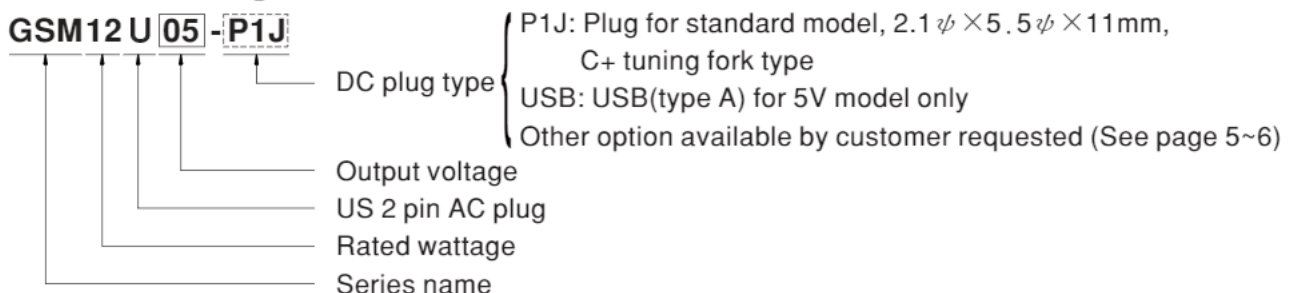 GSM12U05-P1J
P1J: Plug for standard model, 2.1ψ×5.5ψ×11mm,
C+ tuning fork type
DC plug type
USB: USB(type A) for 5V model only
Other option available by customer requested (See page 5~6)
Output voltage
US 2 pin AC plug
Rated wattage
Series name